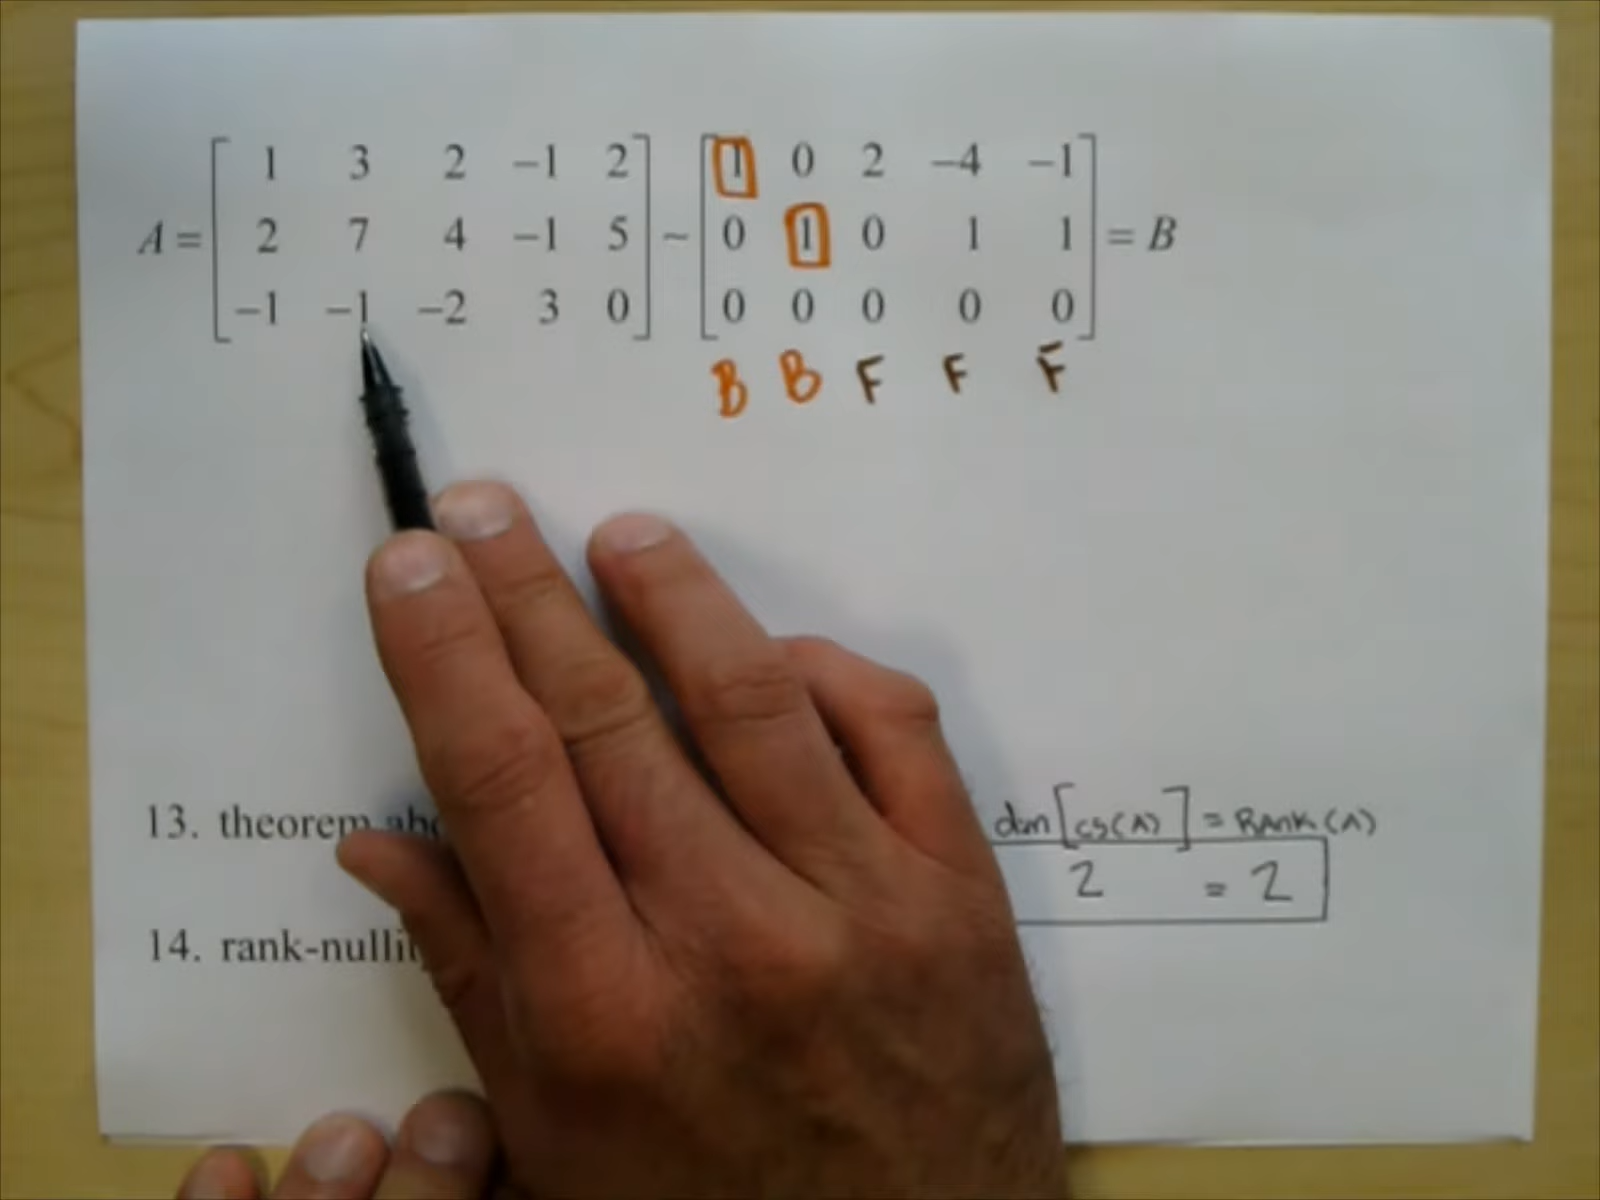 A = [ 1 3 2 −1 2 ] ~ [ 1 0 2 −4 −1 ] = B
2 7 4 −1 5 0 1 0 1 1
−1 −1 −2 3 0 0 0 0 0 0
B B F F F
13. theorem dim[CS(A)] = RANK(A)
2 = 2
14.